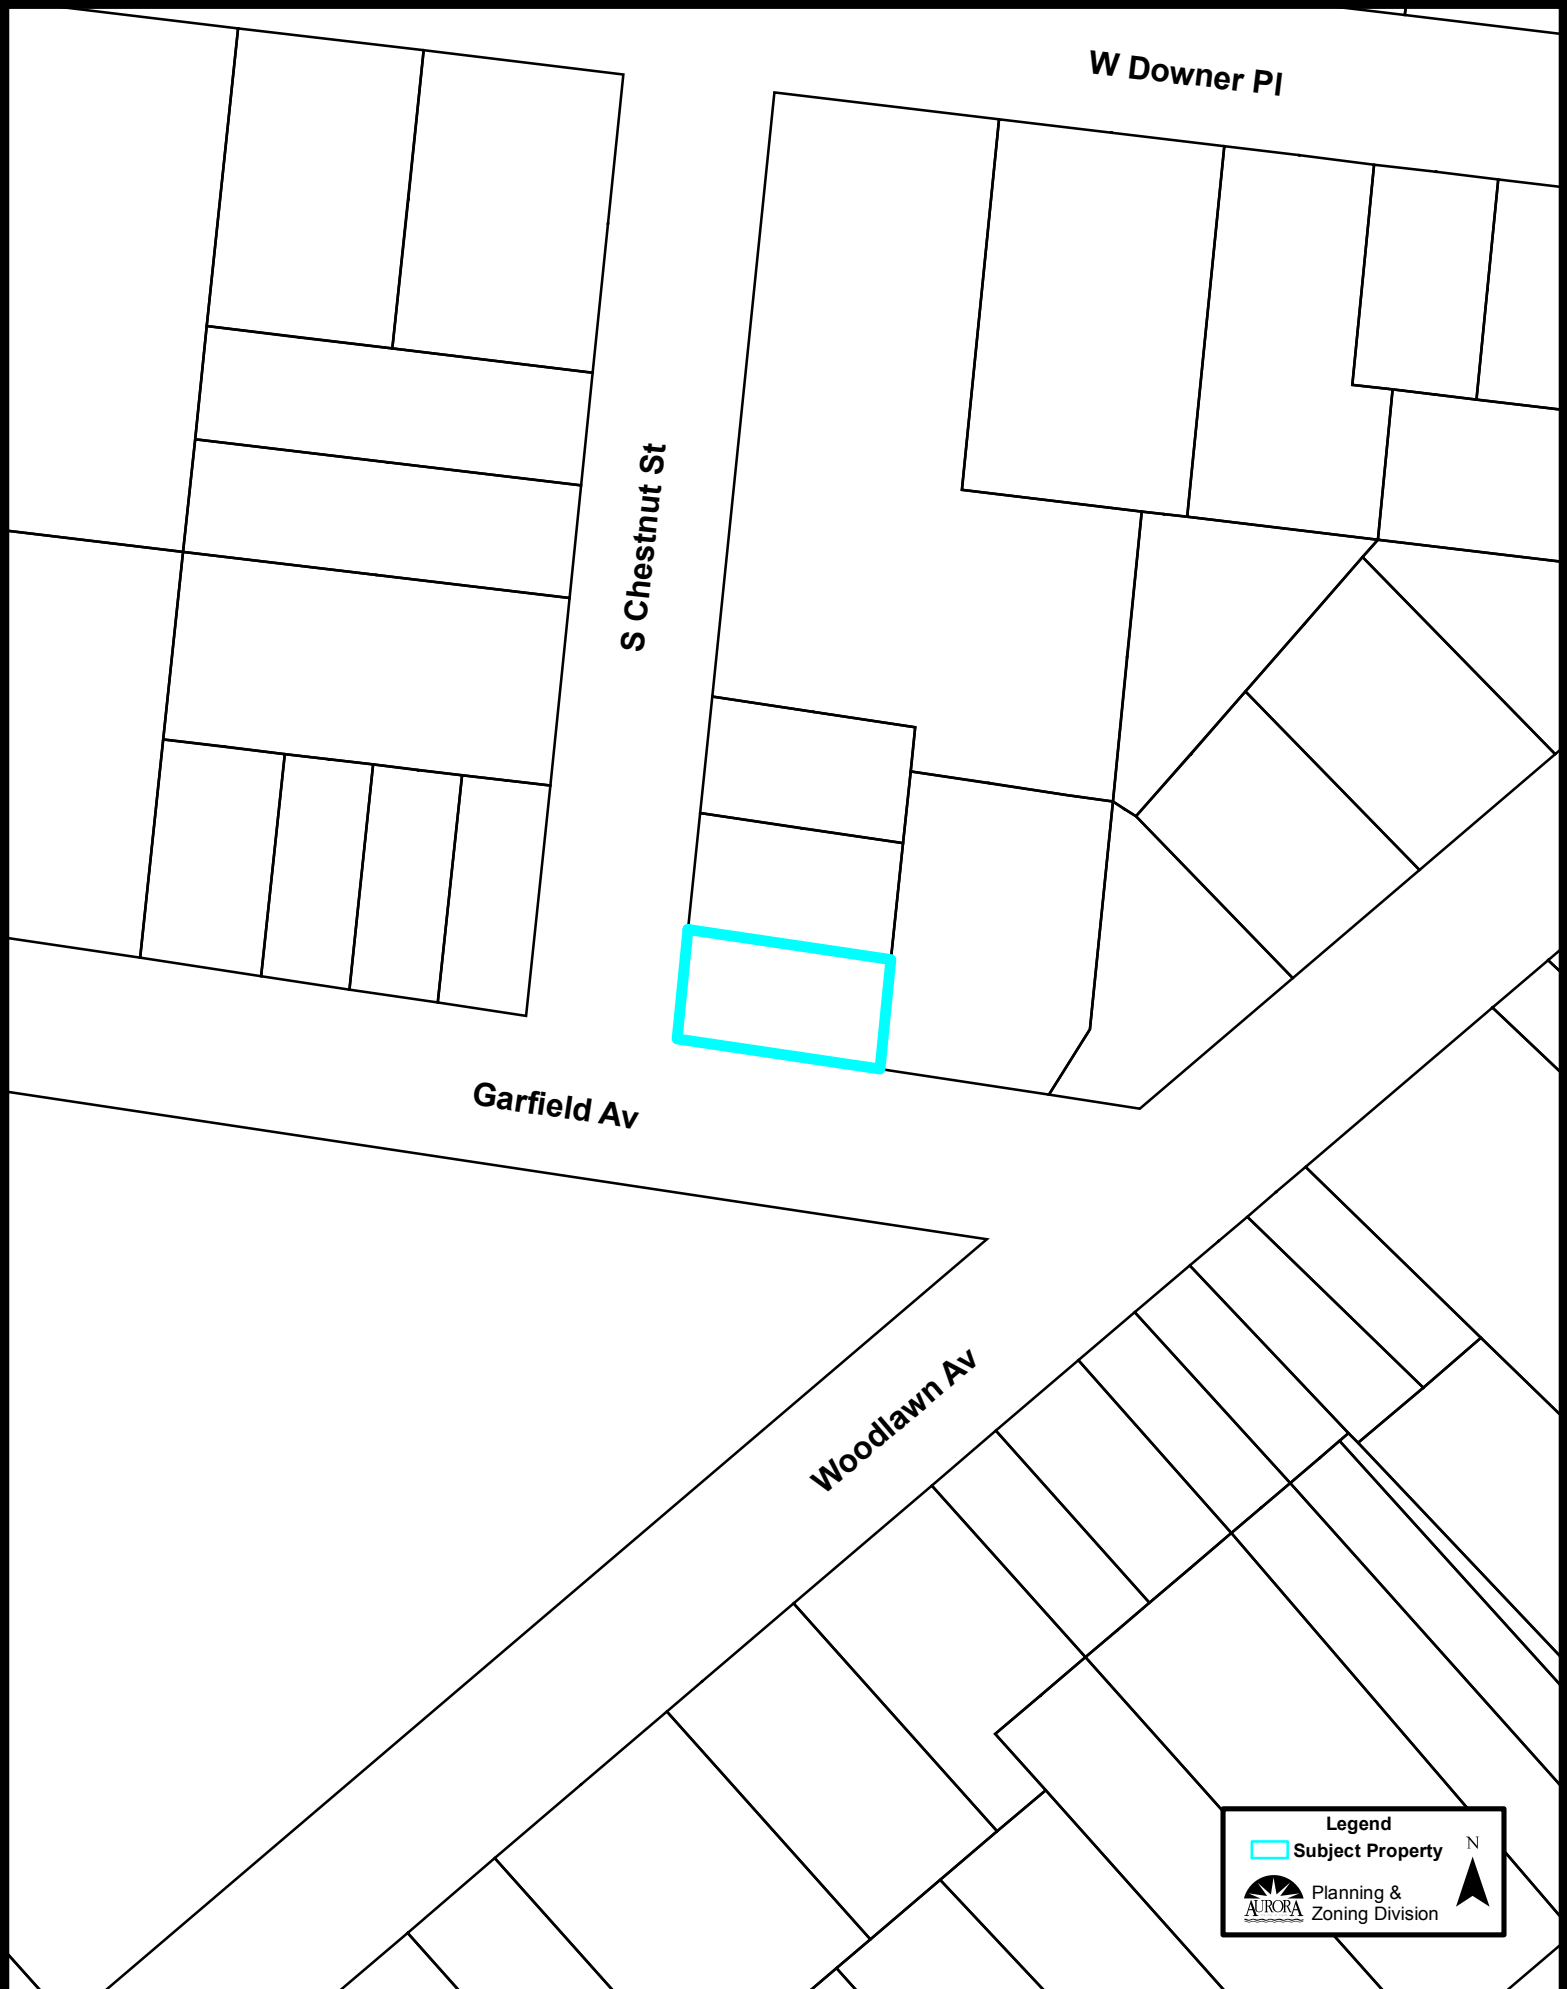 W Downer Pl
S Chestnut St
Garfield Av
Woodlawn Av
Legend
Subject Property
N
AURORA
Planning &
Zoning Division